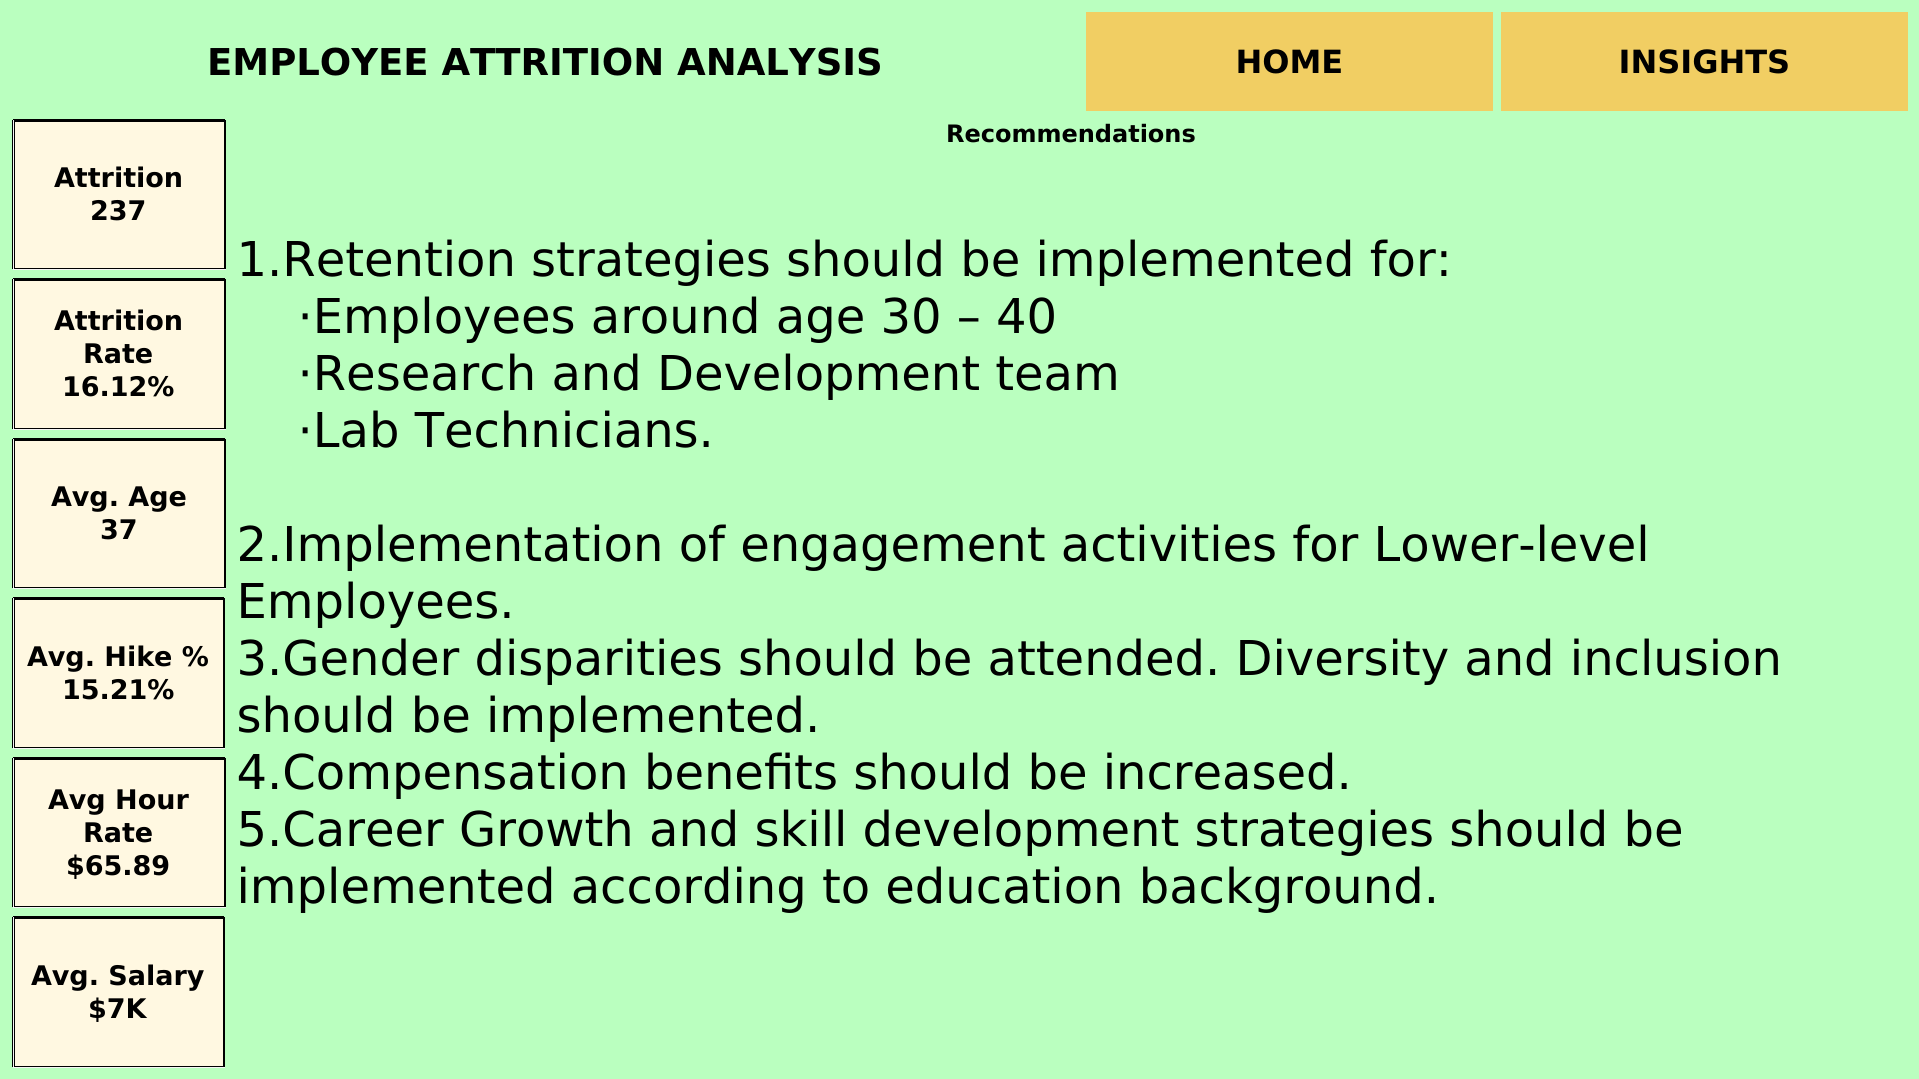 EMPLOYEE ATTRITION ANALYSIS
HOME
INSIGHTS
Attrition
237
Attrition
Rate
16.12%
Avg. Age
37
Avg. Hike %
15.21%
Avg Hour
Rate
$65.89
Avg. Salary
$7K
Recommendations
1.Retention strategies should be implemented for:
·Employees around age 30 – 40
·Research and Development team
·Lab Technicians.
2.Implementation of engagement activities for Lower-level
Employees.
3.Gender disparities should be attended. Diversity and inclusion
should be implemented.
4.Compensation benefits should be increased.
5.Career Growth and skill development strategies should be
implemented according to education background.